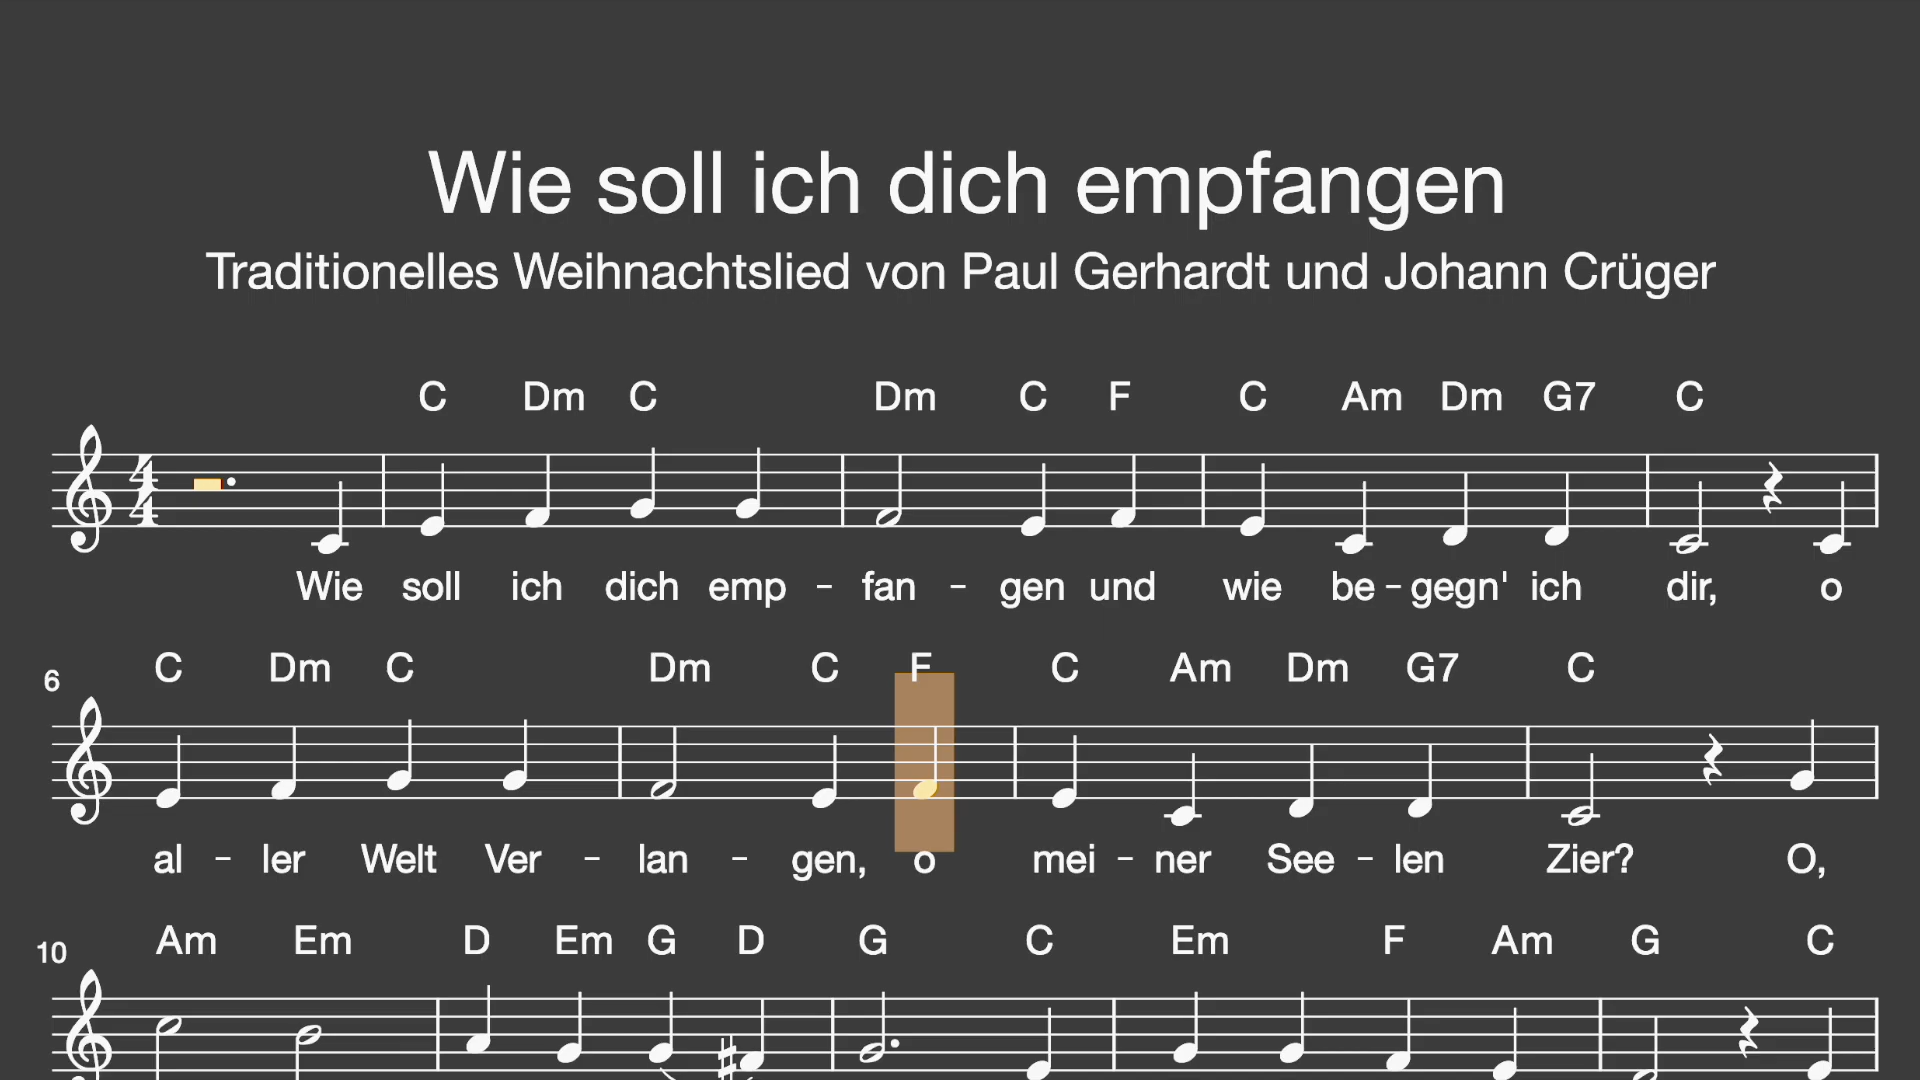 Wie soll ich dich empfangen
Traditionelles Weihnachtslied von Paul Gerhardt und Johann Crüger
C Dm C Dm C F C Am Dm G7 C
4
4
Wie soll ich dich emp - fan - gen und wie be - gegn' ich dir, o
6 C Dm C Dm C F C Am Dm G7 C
al - ler Welt Ver - lan - gen, o mei - ner See - len Zier? O,
10 Am Em D Em G D G C Em F Am G C